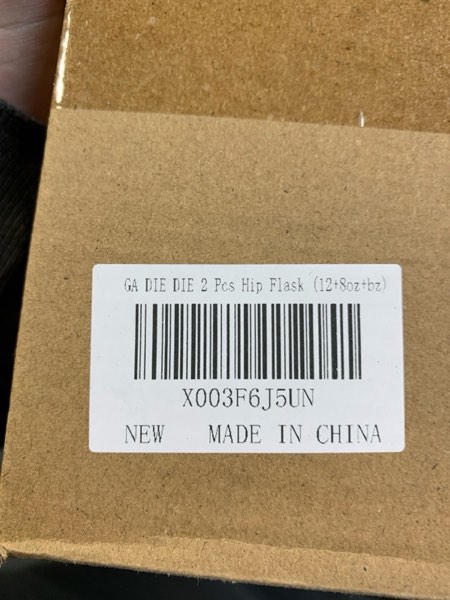 GA DIE DIE 2 Pcs Hip Flask (12+8oz+bz)
X003F6J5UN
NEW MADE IN CHINA